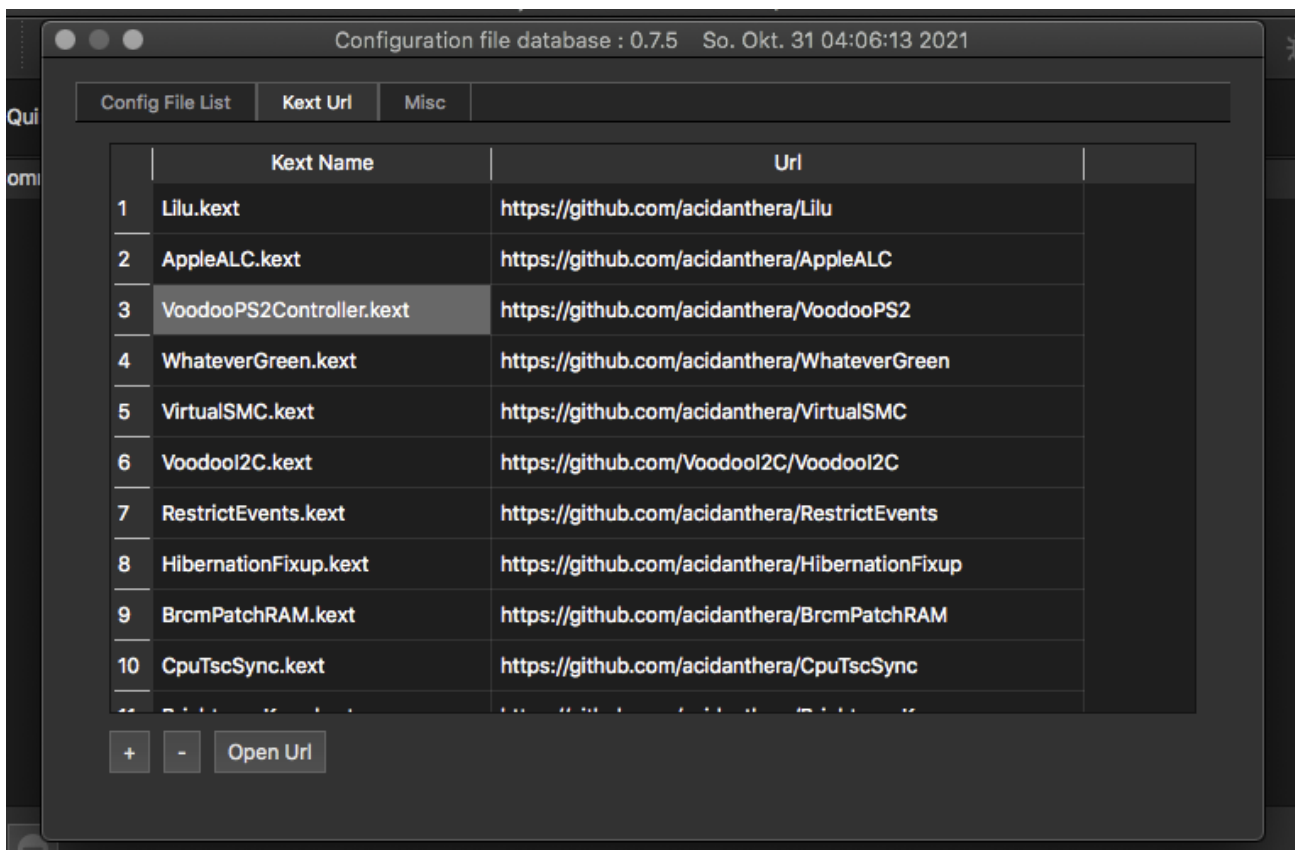 Configuration file database : 0.7.5 So. Okt. 31 04:06:13 2021
Config File List Kext Url Misc
Qui
Kext Name Url
1 Lilu.kext https://github.com/acidanthera/Lilu
2 AppleALC.kext https://github.com/acidanthera/AppleALC
3 VoodooPS2Controller.kext https://github.com/acidanthera/VoodooPS2
4 WhateverGreen.kext https://github.com/acidanthera/WhateverGreen
5 VirtualSMC.kext https://github.com/acidanthera/VirtualSMC
6 VoodooI2C.kext https://github.com/VoodooI2C/VoodooI2C
7 RestrictEvents.kext https://github.com/acidanthera/RestrictEvents
8 HibernationFixup.kext https://github.com/acidanthera/HibernationFixup
9 BrcmPatchRAM.kext https://github.com/acidanthera/BrcmPatchRAM
10 CpuTscSync.kext https://github.com/acidanthera/CpuTscSync
+ - Open Url